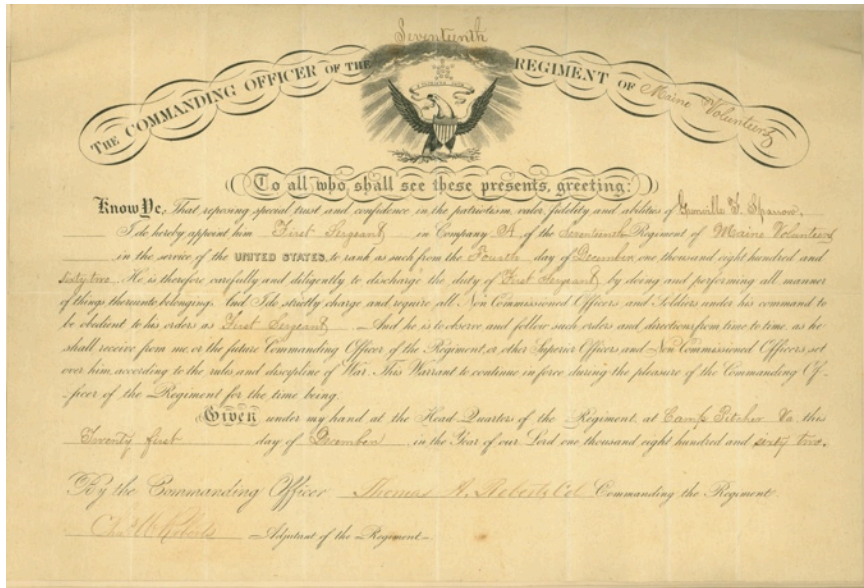 Seventeenth
THE COMMANDING OFFICER OF THE REGIMENT OF Maine Volunteers
To all who shall see these presents, greeting:
Know Ye, That reposing special trust and confidence in the patriotism, valor, fidelity and abilities of Granville F. Sparrow,
I do hereby appoint him First Sergeant in Company A, of the Seventeenth Regiment of Maine Volunteers
in the service of the UNITED STATES, to rank as such from the Fourth day of December one thousand eight hundred and
sixty two. He is therefore carefully and diligently to discharge the duty of First Sergeant by doing and performing all manner
of things thereunto belonging. And I do strictly charge and require all Non Commissioned Officers and Soldiers under his command to
be obedient to his orders as First Sergeant. And he is to observe and follow such orders and directions from time to time, as he
shall receive from me, or the future Commanding Officer of the Regiment, or other Superior Officers and Non Commissioned Officers, set
over him, according to the rules and discipline of War. This Warrant to continue in force during the pleasure of the Commanding Of-
-ficer of the Regiment for the time being.
Given under my hand at the Head Quarters of the Regiment, at Camp Pitcher Va this
Twenty first day of December in the Year of our Lord one thousand eight hundred and sixty two.
By the Commanding Officer Thomas A. Roberts Col Commanding the Regiment.
Chas W Roberts Adjutant of the Regiment